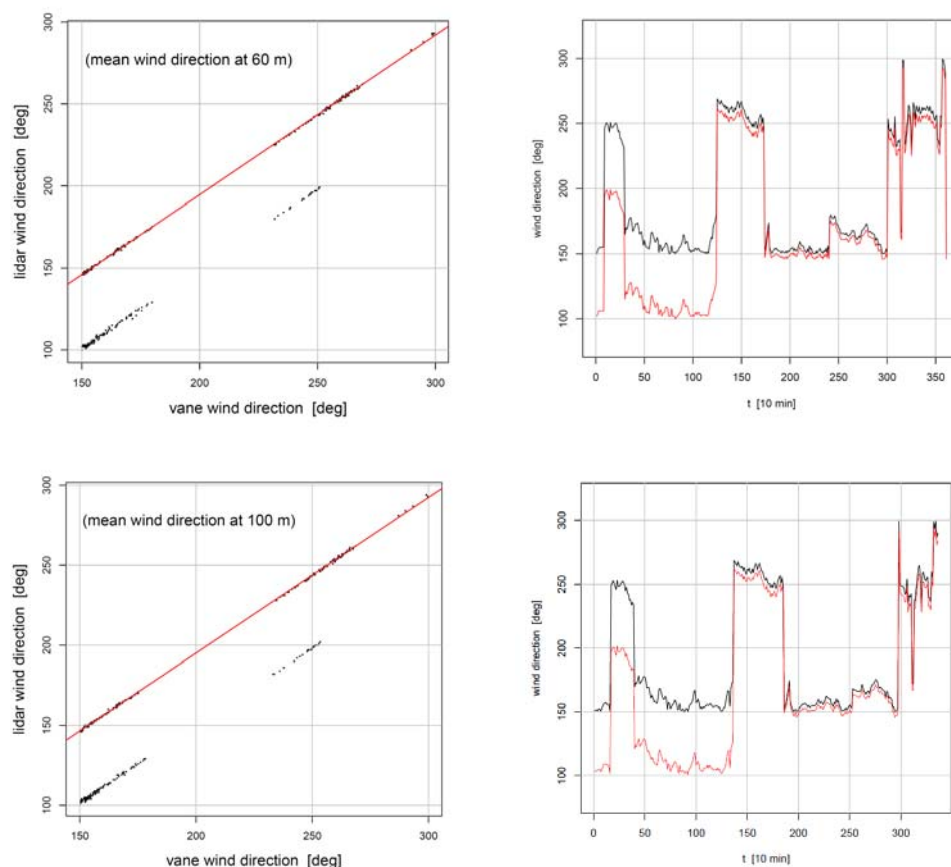 (mean wind direction at 60 m)
lidar wind direction [deg]
100 150 200 250 300
150 200 250 300
vane wind direction [deg]
wind direction [deg]
100 150 200 250 300
0 50 100 150 200 250 300 350
t [10 min]
(mean wind direction at 100 m)
lidar wind direction [deg]
100 150 200 250 300
150 200 250 300
vane wind direction [deg]
wind direction [deg]
100 150 200 250 300
0 50 100 150 200 250 300
t [10 min]